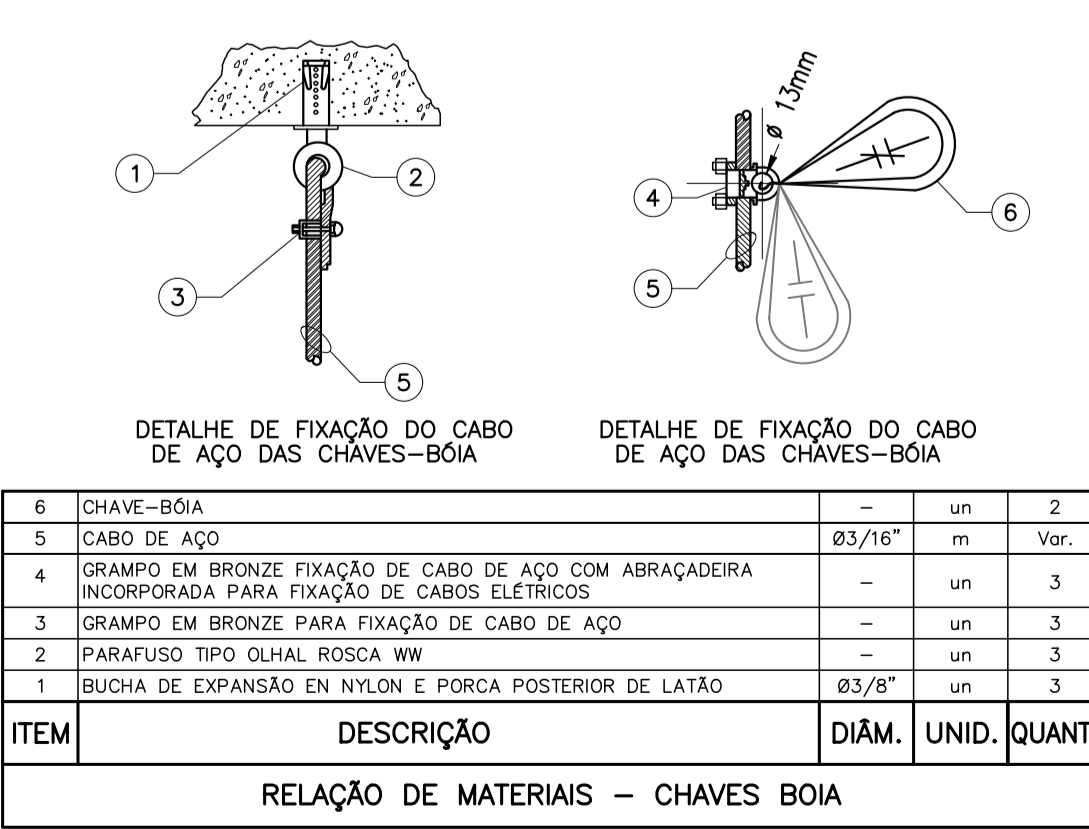 1
2
3
5
ø 13mm
4
5
6
DETALHE DE FIXAÇÃO DO CABO
DE AÇO DAS CHAVES-BÓIA
DETALHE DE FIXAÇÃO DO CABO
DE AÇO DAS CHAVES-BÓIA
6 CHAVE-BÓIA - un 2
5 CABO DE AÇO Ø3/16" m Var.
4 GRAMPO EM BRONZE FIXAÇÃO DE CABO DE AÇO COM ABRAÇADEIRA
INCORPORADA PARA FIXAÇÃO DE CABOS ELÉTRICOS - un 3
3 GRAMPO EM BRONZE PARA FIXAÇÃO DE CABO DE AÇO - un 3
2 PARAFUSO TIPO OLHAL ROSCA WW - un 3
1 BUCHA DE EXPANSÃO EN NYLON E PORCA POSTERIOR DE LATÃO Ø3/8" un 3
ITEM DESCRIÇÃO DIÂM. UNID. QUANT
RELAÇÃO DE MATERIAIS - CHAVES BOIA